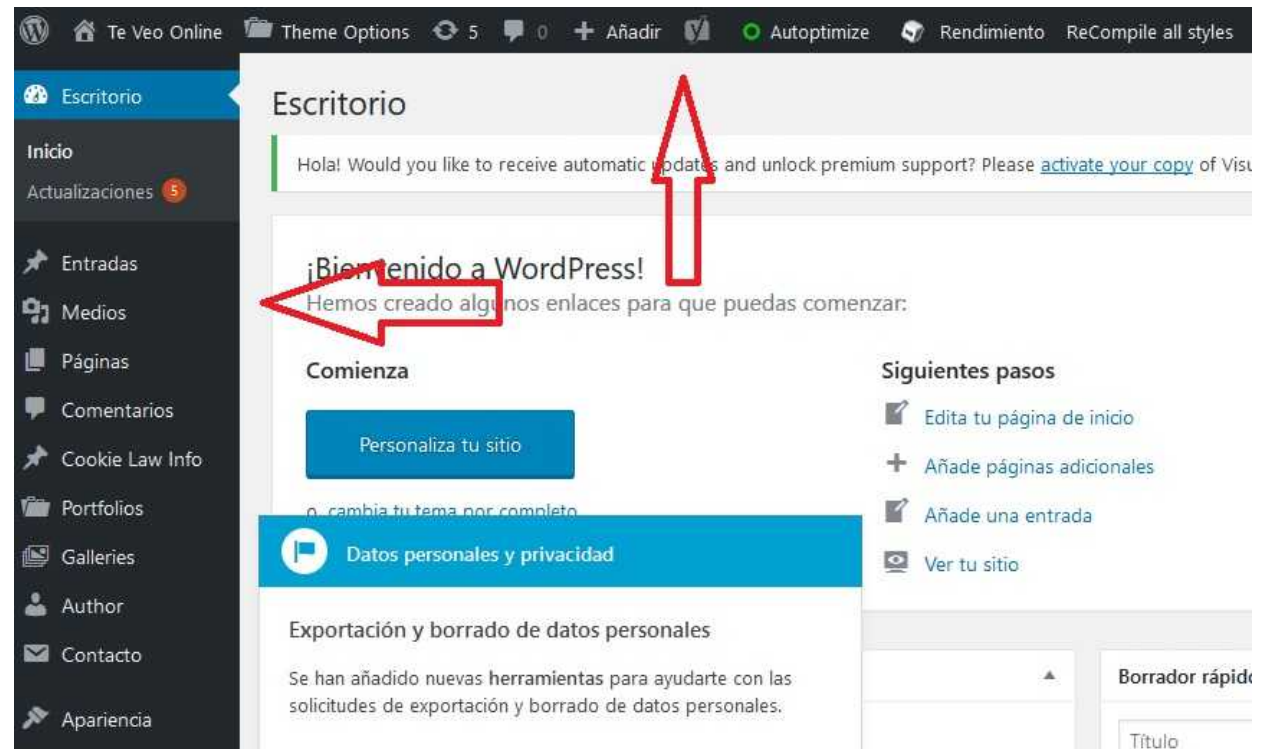 Te Veo Online Theme Options 5 0 + Añadir Autoptimize Rendimiento ReCompile all styles
Escritorio
Inicio
Actualizaciones 5
Entradas
Medios
Páginas
Comentarios
Cookie Law Info
Portfolios
Galleries
Author
Contacto
Apariencia
Escritorio
Hola! Would you like to receive automatic updates and unlock premium support? Please activate your copy of Visu
¡Bienvenido a WordPress!
Hemos creado algunos enlaces para que puedas comenzar:
Comienza
Personaliza tu sitio
o, cambia tu tema por completo
Siguientes pasos
Edita tu página de inicio
Añade páginas adicionales
Añade una entrada
Ver tu sitio
Datos personales y privacidad
Exportación y borrado de datos personales
Se han añadido nuevas herramientas para ayudarte con las
solicitudes de exportación y borrado de datos personales.
Borrador rápido
Título